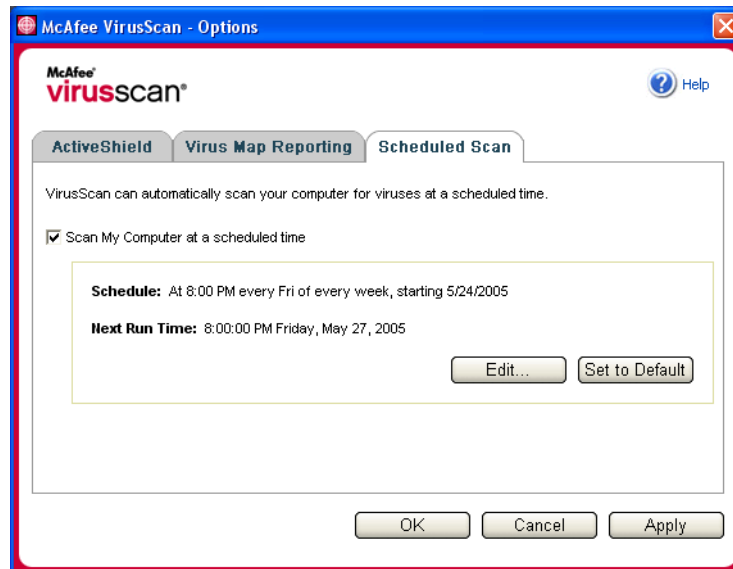 McAfee VirusScan - Options
McAfee®
virusscan®
Help
ActiveShield
Virus Map Reporting
Scheduled Scan
VirusScan can automatically scan your computer for viruses at a scheduled time.
Scan My Computer at a scheduled time
Schedule: At 8:00 PM every Fri of every week, starting 5/24/2005
Next Run Time: 8:00:00 PM Friday, May 27, 2005
Edit...
Set to Default
OK
Cancel
Apply